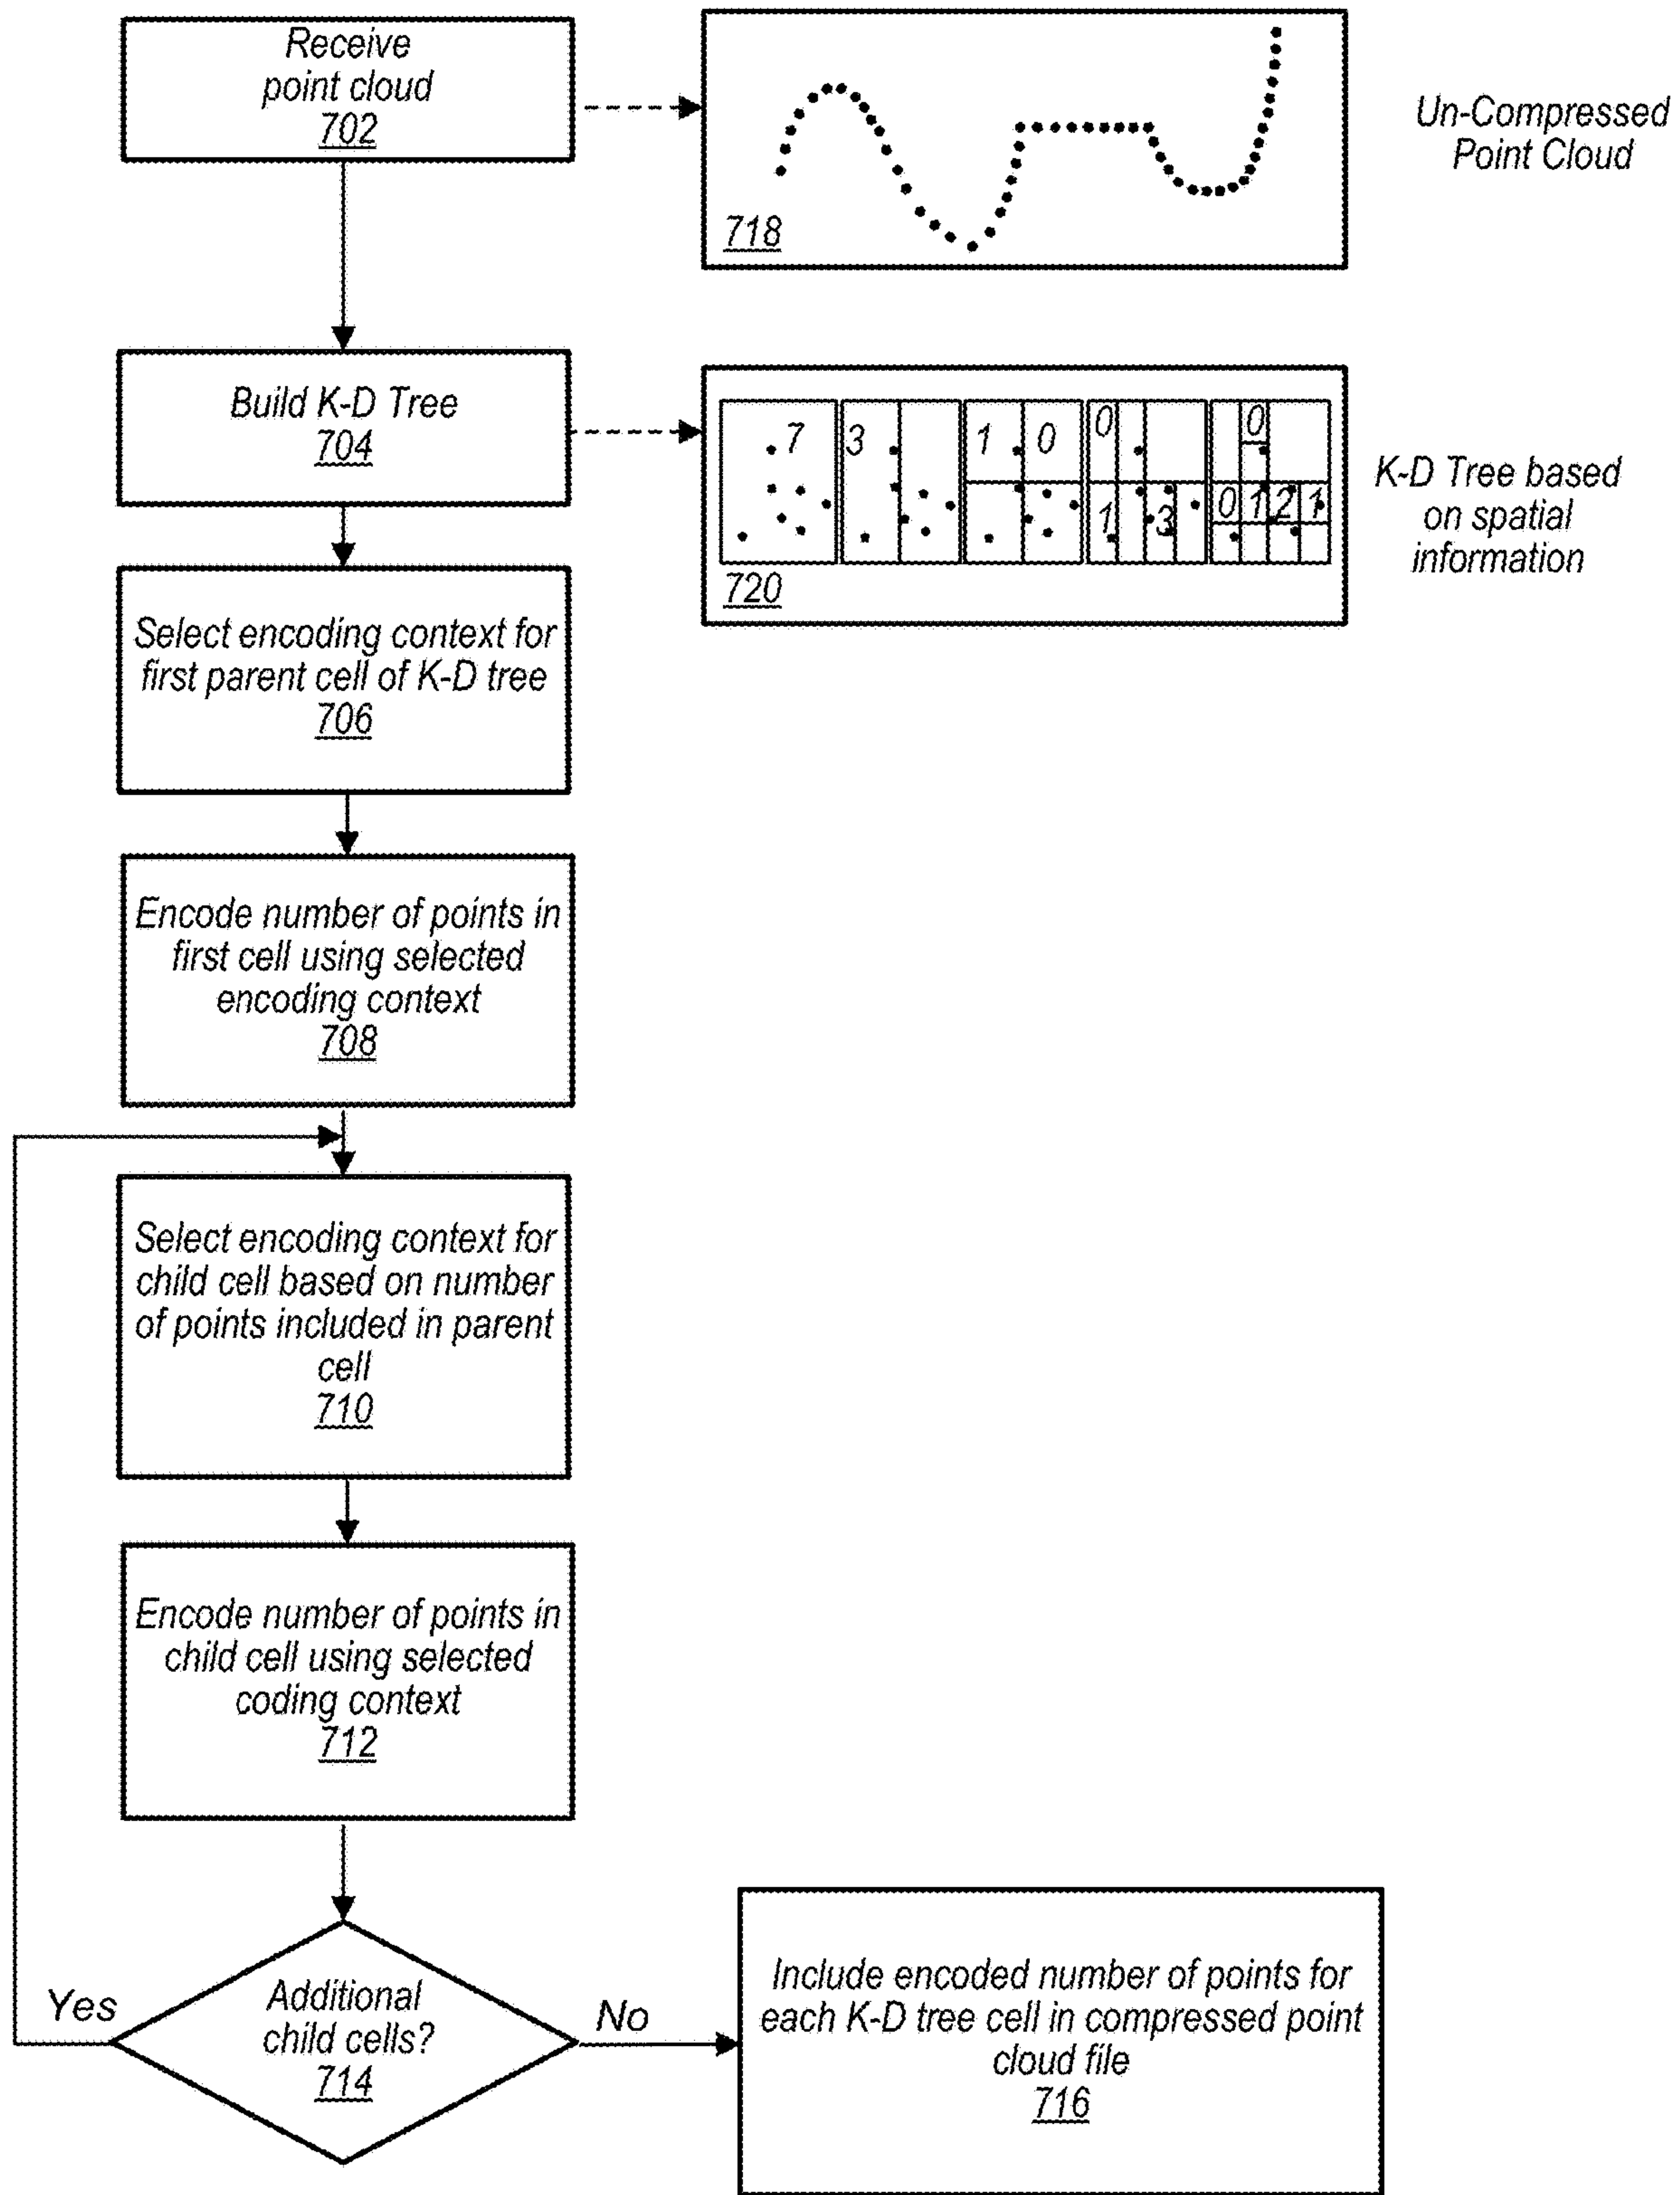 Receive
point cloud
702
718
Un-Compressed
Point Cloud
Build K-D Tree
704
7 3 1 0 0 0
1 3 0 1 2 1
720
K-D Tree based
on spatial
information
Select encoding context for
first parent cell of K-D tree
706
Encode number of points in
first cell using selected
encoding context
708
Select encoding context for
child cell based on number
of points included in parent
cell
710
Encode number of points in
child cell using selected
coding context
712
Additional
child cells?
714
Yes
No
Include encoded number of points for
each K-D tree cell in compressed point
cloud file
716